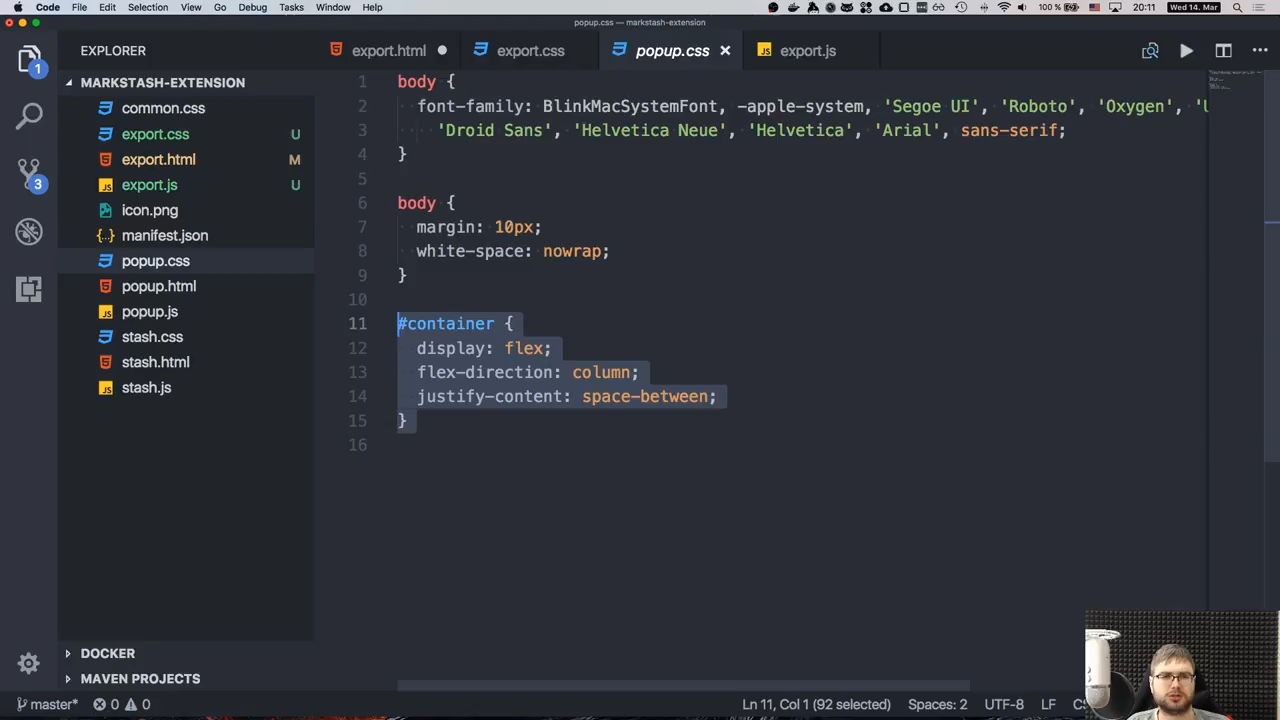 Code File Edit Selection View Go Debug Tasks Window Help 100 % 20:11 Wed 14. Mar
popup.css — markstash-extension
EXPLORER
export.html
export.css
popup.css
export.js
1
MARKSTASH-EXTENSION
common.css
export.css U
export.html M
export.js U
icon.png
manifest.json
popup.css
popup.html
popup.js
stash.css
stash.html
stash.js
3
1 body {
2 font-family: BlinkMacSystemFont, -apple-system, 'Segoe UI', 'Roboto', 'Oxygen', 'U
3 'Droid Sans', 'Helvetica Neue', 'Helvetica', 'Arial', sans-serif;
4 }
5
6 body {
7 margin: 10px;
8 white-space: nowrap;
9 }
10
11 #container {
12 display: flex;
13 flex-direction: column;
14 justify-content: space-between;
15 }
16
DOCKER
MAVEN PROJECTS
master* 0 0 Ln 11, Col 1 (92 selected) Spaces: 2 UTF-8 LF